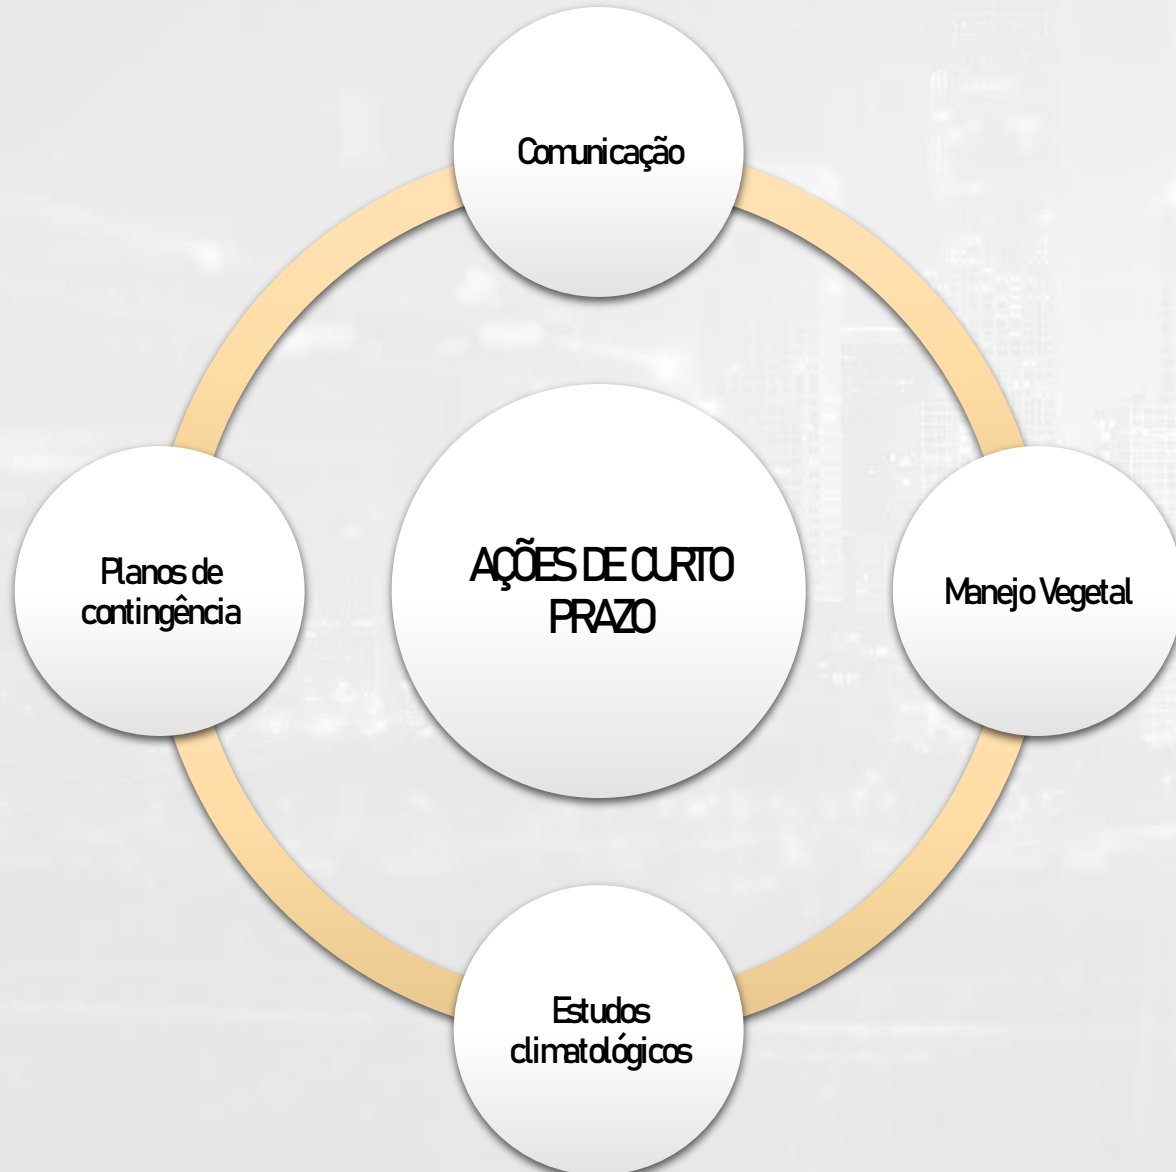 Comunicação
Planos de
contingência
AÇÕES DE CURTO
PRAZO
Manejo Vegetal
Estudos
climatológicos